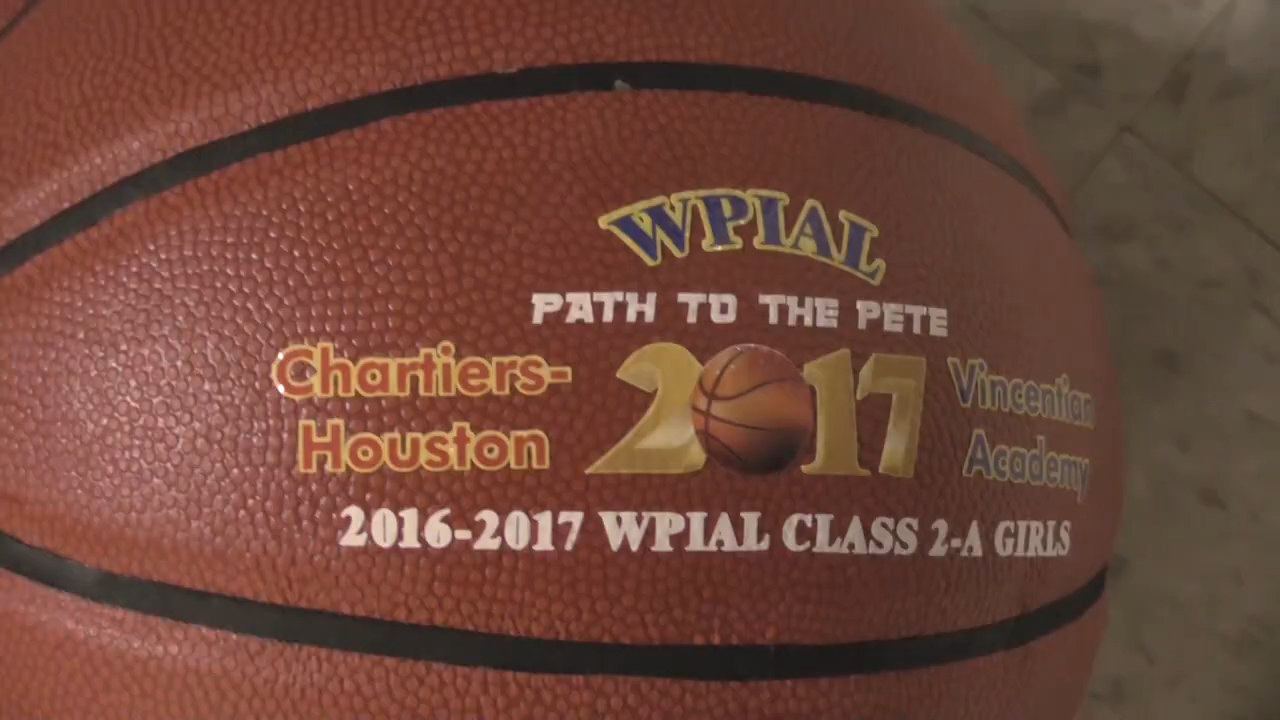 WPIAL
PATH TO THE PETE
Chartiers-
Houston
2017
Vincentian
Academy
2016-2017 WPIAL CLASS 2-A GIRLS